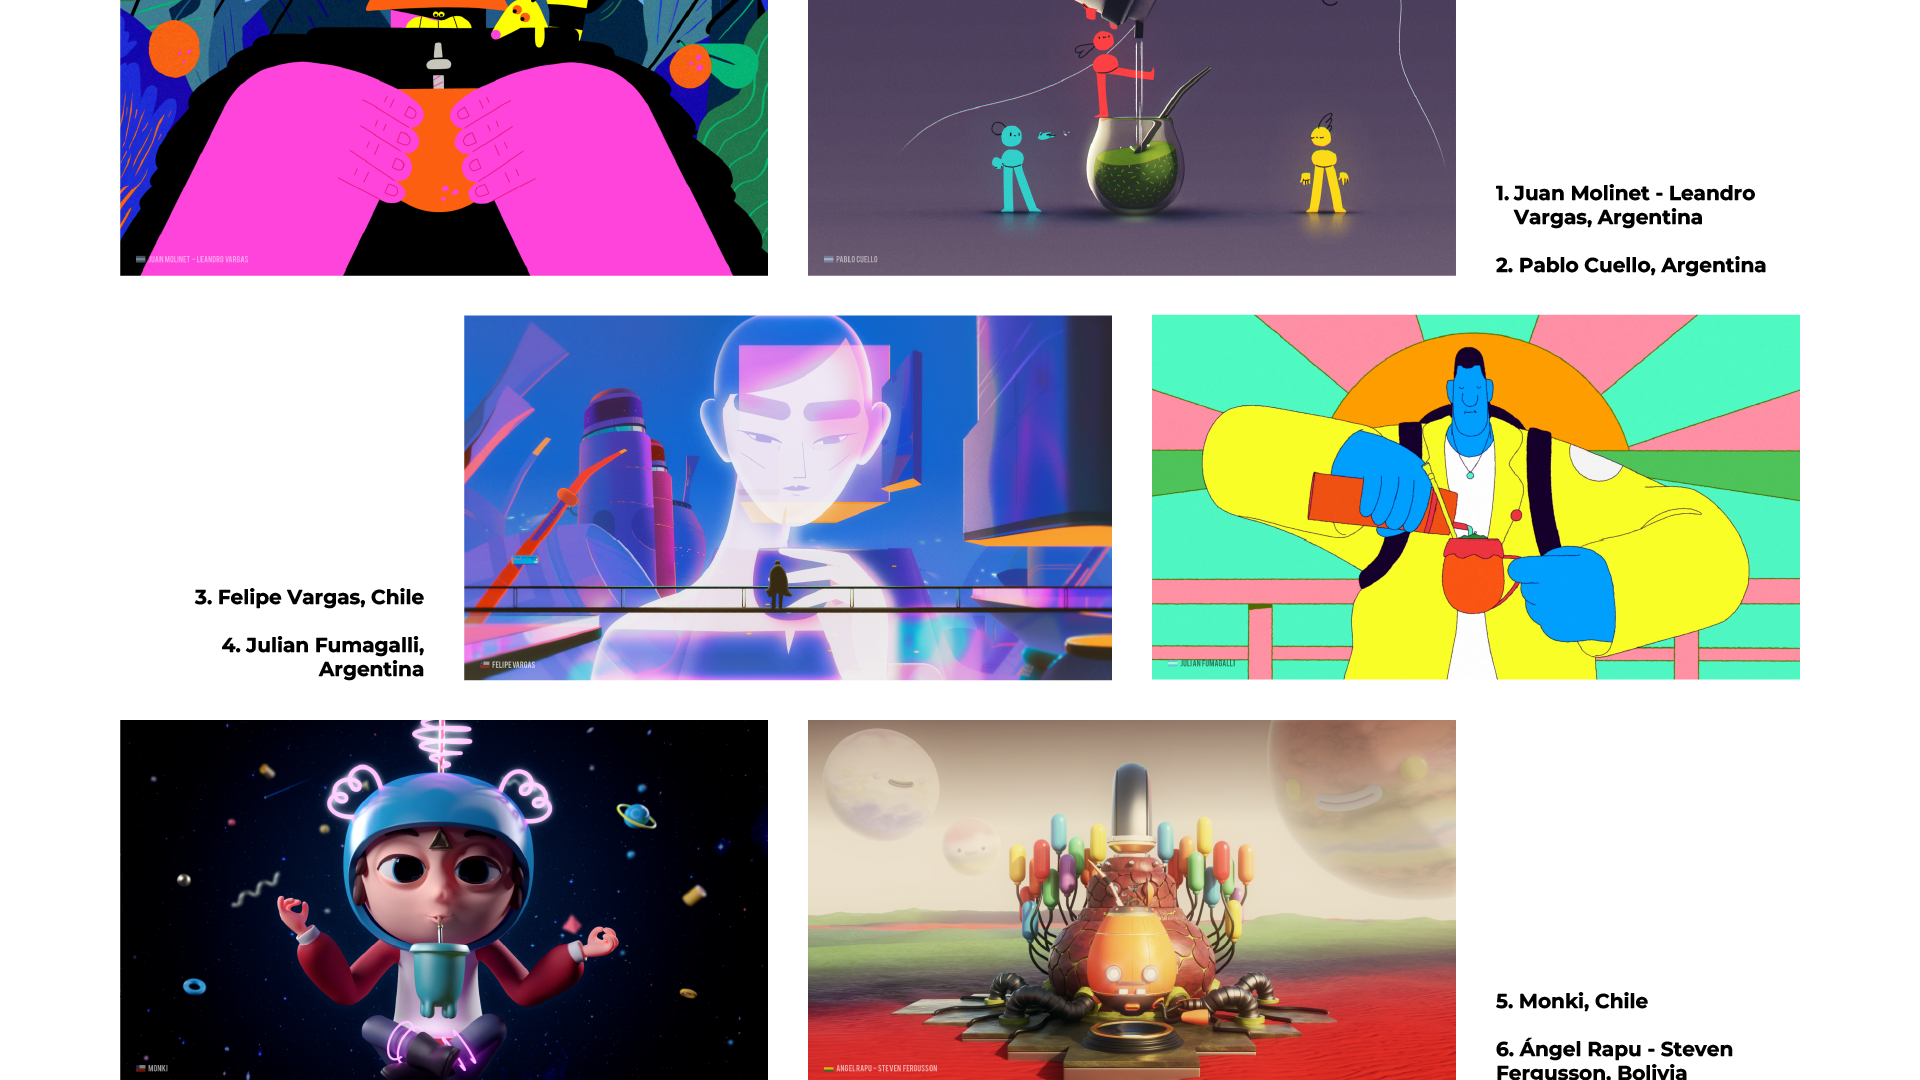 JUAN MOLINET - LEANDRO VARGAS
PABLO CUELLO
1. Juan Molinet - Leandro
Vargas, Argentina
2. Pablo Cuello, Argentina
3. Felipe Vargas, Chile
4. Julian Fumagalli,
Argentina
FELIPE VARGAS
JULIAN FUMAGALLI
MONKI
ÁNGEL RAPU - STEVEN FERGUSSON
5. Monki, Chile
6. Ángel Rapu - Steven
Fergusson, Bolivia